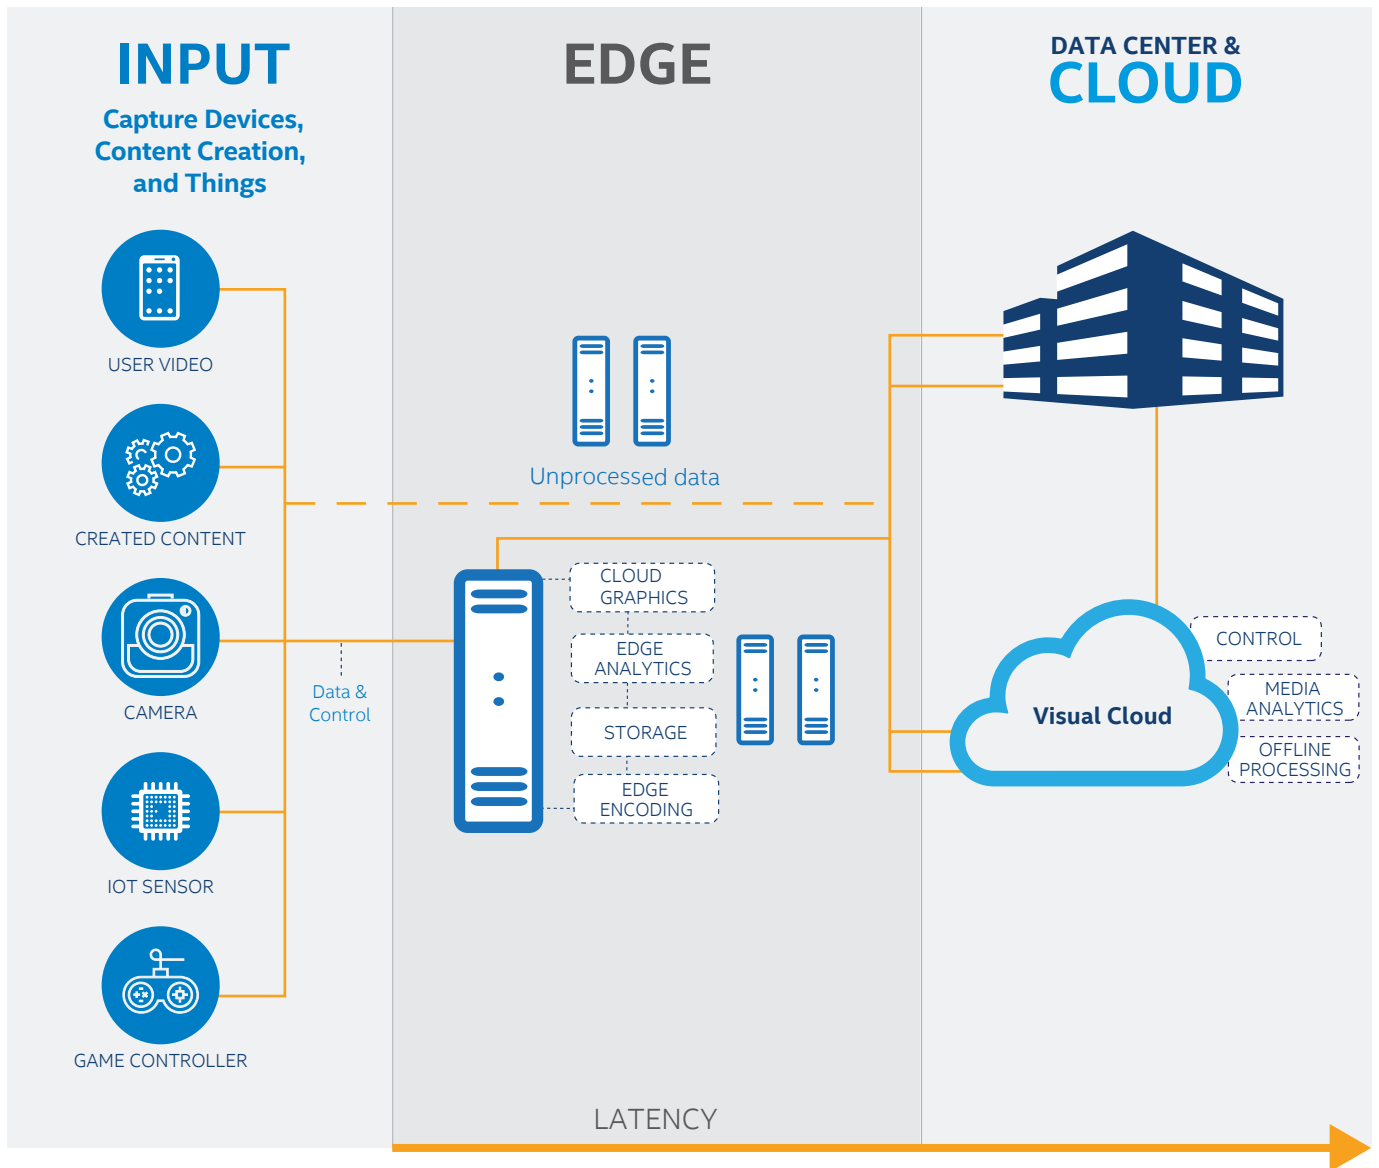 INPUT
Capture Devices,
Content Creation,
and Things
USER VIDEO
CREATED CONTENT
CAMERA
IOT SENSOR
GAME CONTROLLER
Data &
Control
EDGE
Unprocessed data
CLOUD
GRAPHICS
EDGE
ANALYTICS
STORAGE
EDGE
ENCODING
DATA CENTER &
CLOUD
Visual Cloud
CONTROL
MEDIA
ANALYTICS
OFFLINE
PROCESSING
LATENCY